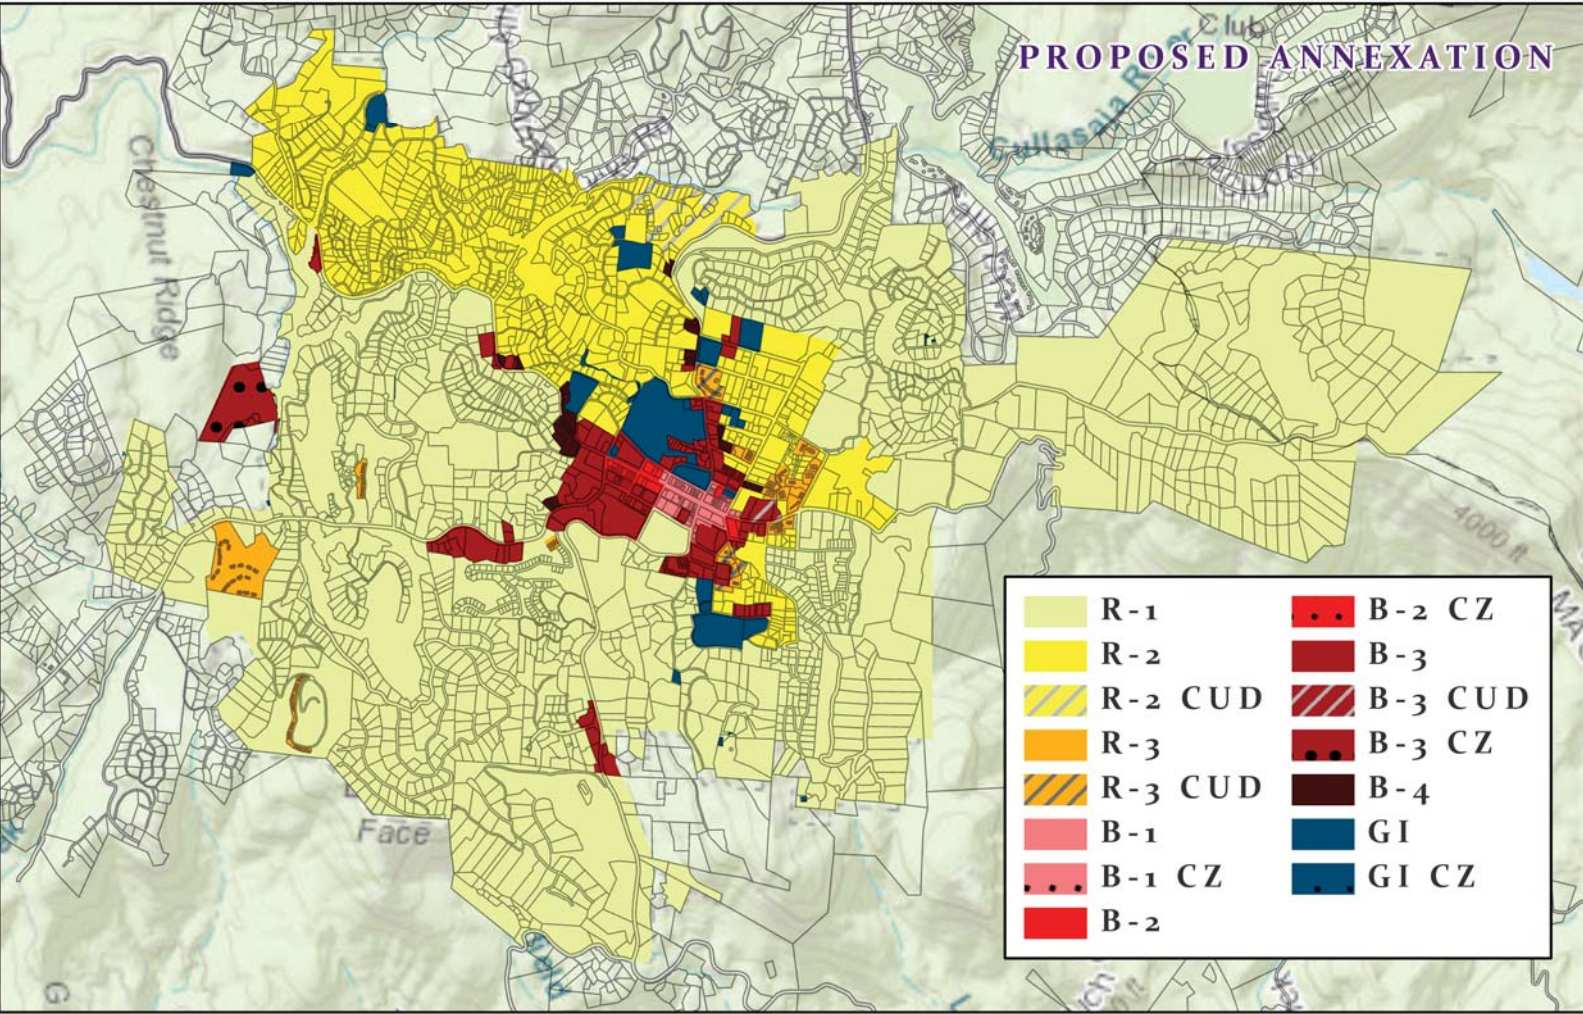 Club
PROPOSED ANNEXATION
Cullasaja River
Chestnut Ridge
4000 ft
R-1
R-2
R-2 CUD
R-3
R-3 CUD
B-1
B-1 CZ
B-2
B-2 CZ
B-3
B-3 CUD
B-3 CZ
B-4
GI
GI CZ
Face
G